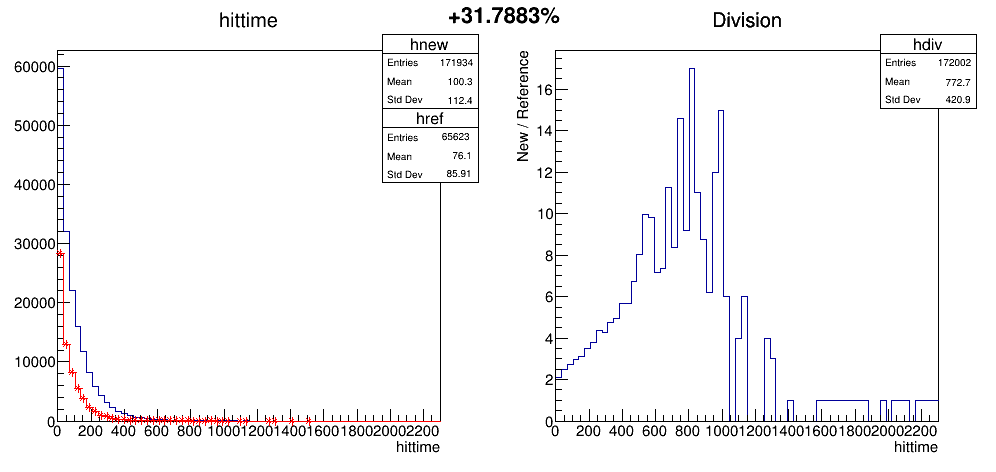 +31.7883%
hittime
hnew
Entries 171934
Mean 100.3
Std Dev 112.4
href
Entries 65623
Mean 76.1
Std Dev 85.91
60000
50000
40000
30000
20000
10000
0
0 200 400 600 800 1000 1200 1400 1600 1800 2000 2200
hittime
Division
hdiv
Entries 172002
Mean 772.7
Std Dev 420.9
New / Reference
16
14
12
10
8
6
4
2
0
0 200 400 600 800 1000 1200 1400 1600 1800 2000 2200
hittime